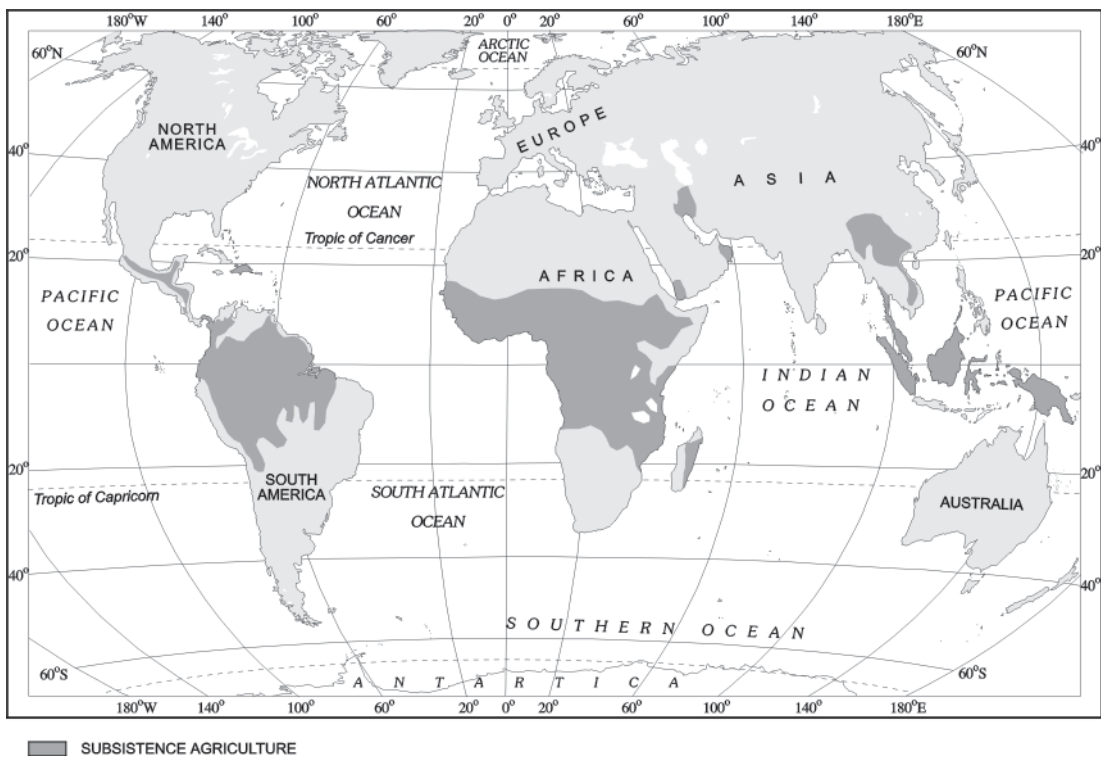 180°W 140° 100° 60° 20° 0° 20° 60° 100° 140° 180°E
ARCTIC
OCEAN
60°N
60°N
NORTH
AMERICA
EUROPE
40°
40°
ASIA
NORTH ATLANTIC
OCEAN
Tropic of Cancer
20°
20°
AFRICA
PACIFIC
OCEAN
PACIFIC
OCEAN
INDIAN
OCEAN
20°
20°
Tropic of Capricorn
SOUTH
AMERICA
SOUTH ATLANTIC
OCEAN
AUSTRALIA
40°
40°
SOUTHERN OCEAN
60°S
60°S
ANTARTICA
180°W 140° 100° 60° 20° 0° 20° 60° 100° 140° 180°E
SUBSISTENCE AGRICULTURE